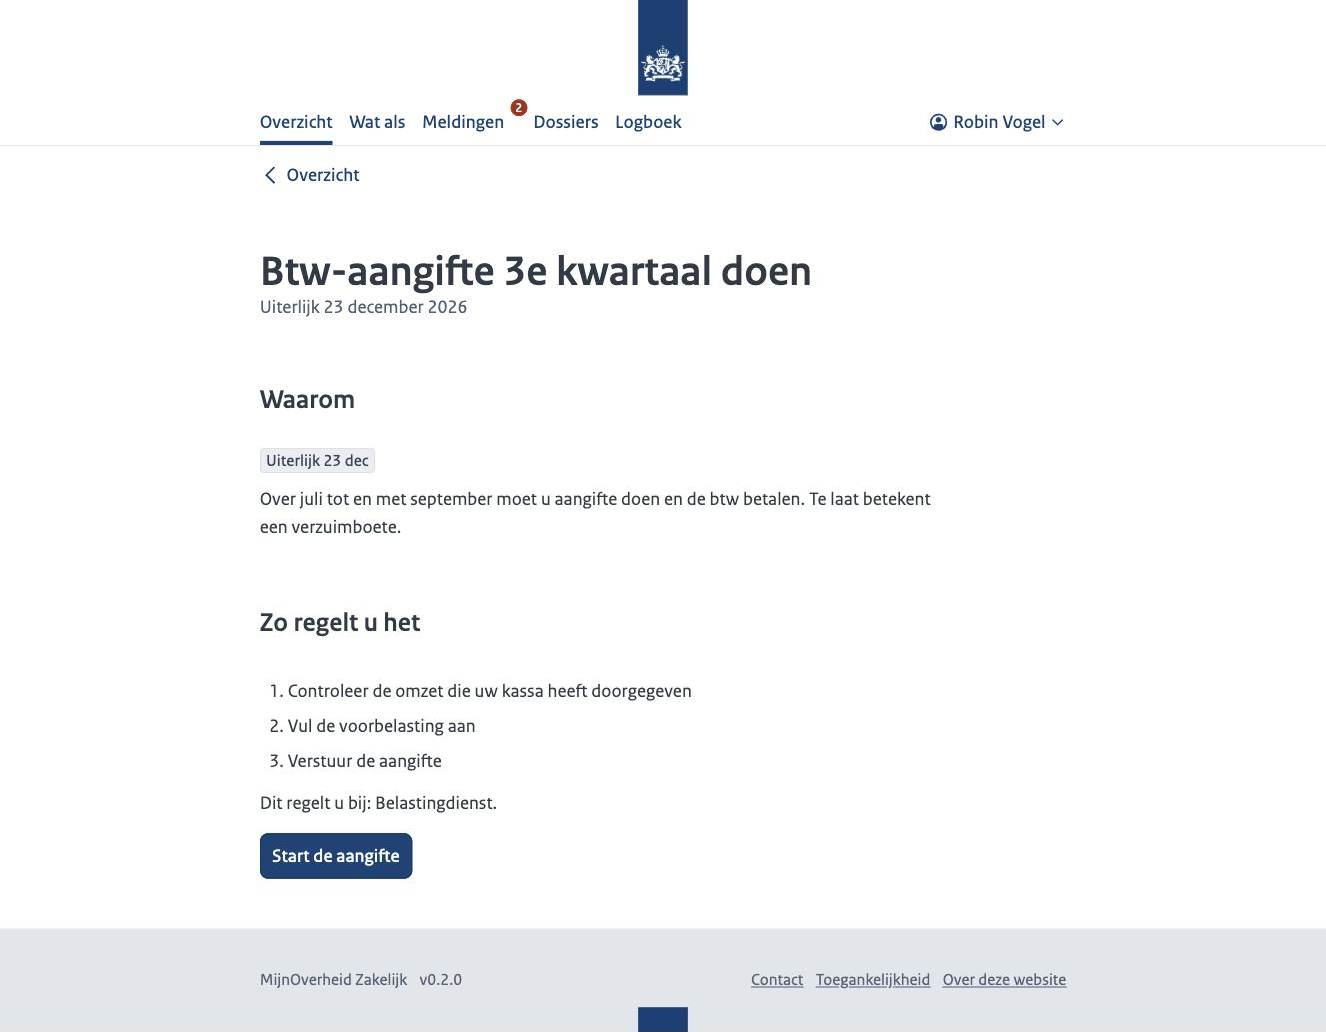 Overzicht Wat als Meldingen 2 Dossiers Logboek Robin Vogel
Overzicht
Btw-aangifte 3e kwartaal doen
Uiterlijk 23 december 2026
Waarom
Uiterlijk 23 dec
Over juli tot en met september moet u aangifte doen en de btw betalen. Te laat betekent
een verzuimboete.
Zo regelt u het
1. Controleer de omzet die uw kassa heeft doorgegeven
2. Vul de voorbelasting aan
3. Verstuur de aangifte
Dit regelt u bij: Belastingdienst.
Start de aangifte
MijnOverheid Zakelijk v0.2.0 Contact Toegankelijkheid Over deze website